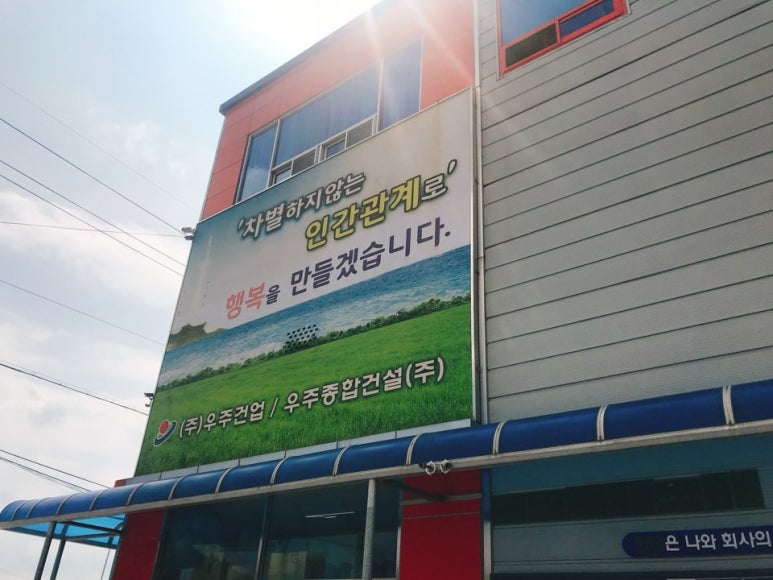 '차별하지않는
인간관계로'
행복을 만들겠습니다.
(주)우주건업 / 우주종합건설(주)
은 나와 회사의